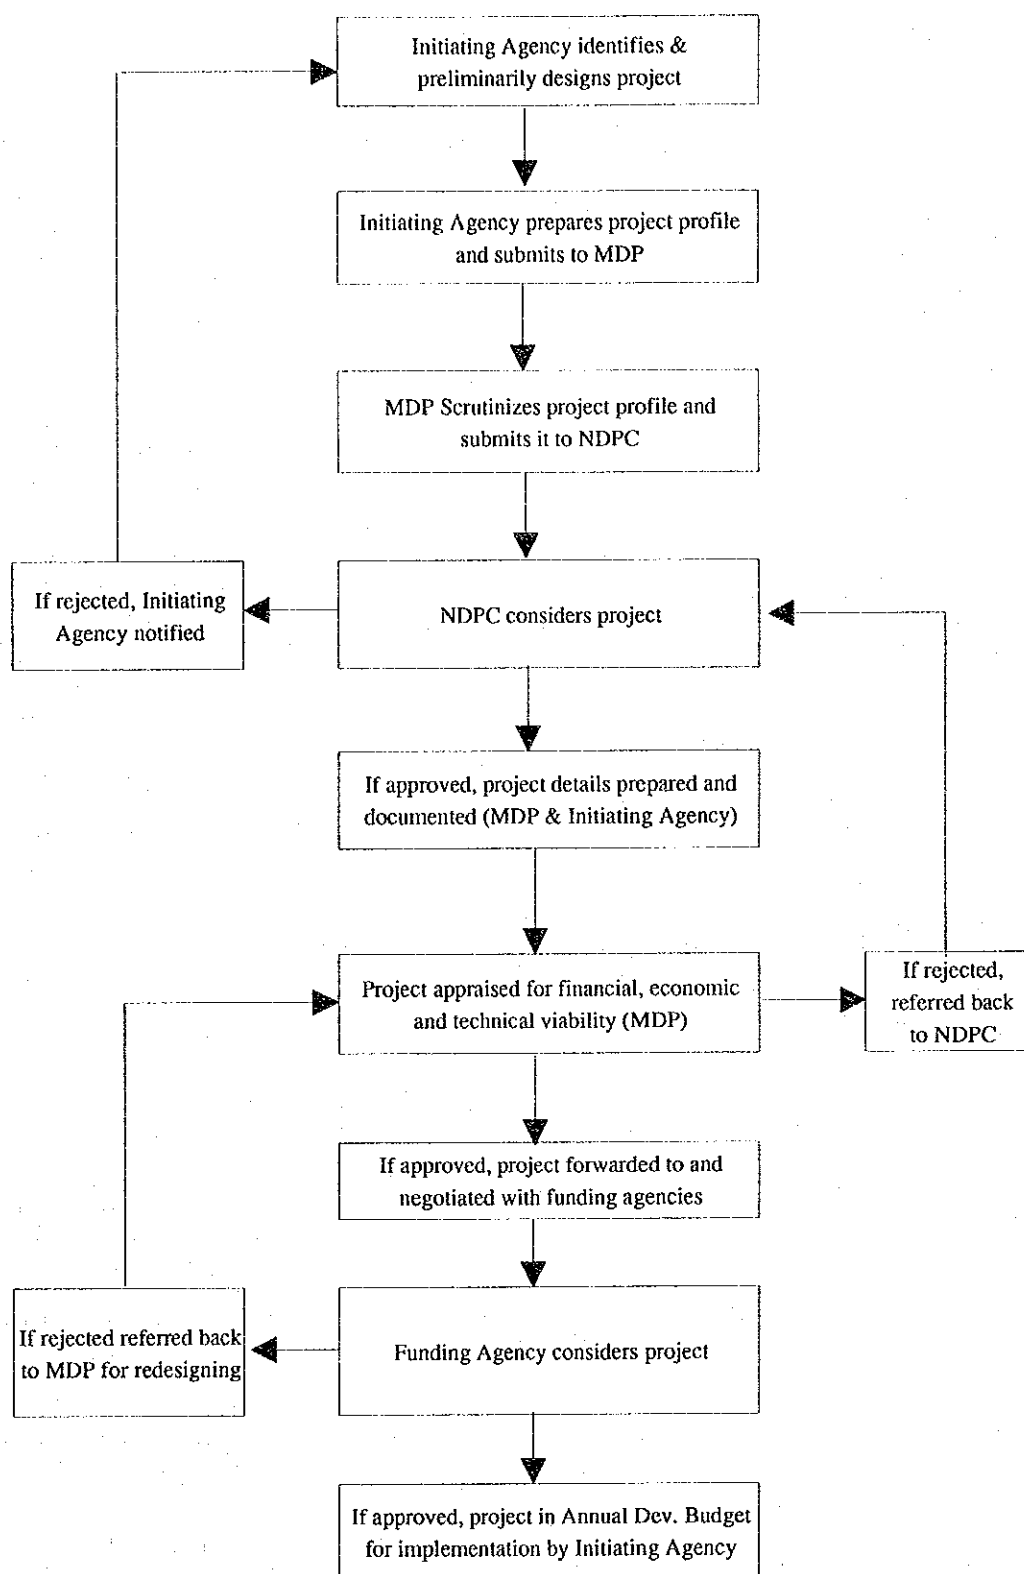 Initiating Agency identifies &
preliminarily designs project
Initiating Agency prepares project profile
and submits to MDP
MDP Scrutinizes project profile and
submits it to NDPC
If rejected, Initiating
Agency notified
NDPC considers project
If approved, project details prepared and
documented (MDP & Initiating Agency)
Project appraised for financial, economic
and technical viability (MDP)
If rejected,
referred back
to NDPC
If approved, project forwarded to and
negotiated with funding agencies
If rejected referred back
to MDP for redesigning
Funding Agency considers project
If approved, project in Annual Dev. Budget
for implementation by Initiating Agency